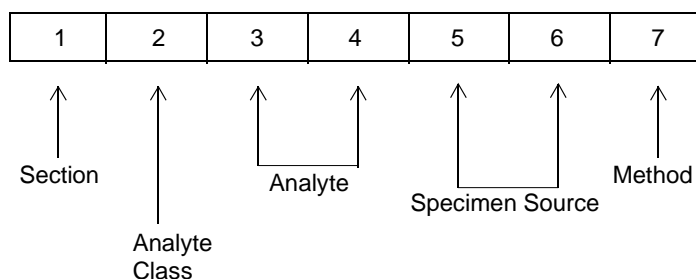 1 2 3 4 5 6 7
Section
Analyte
Class
Analyte
Specimen Source
Method